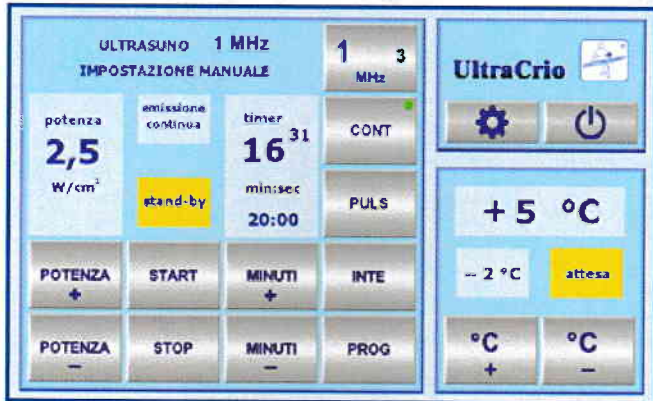 ULTRASUNO 1 MHz
IMPOSTAZIONE MANUALE
1 3
MHz
potenza
2,5
W/cm²
emissione
continua
stand-by
timer
16 31
min:sec
20:00
CONT
PULS
POTENZA
+
START
MINUTI
+
INTE
POTENZA
–
STOP
MINUTI
–
PROG
UltraCrio
+ 5 °C
– 2 °C
attesa
°C
+
°C
–